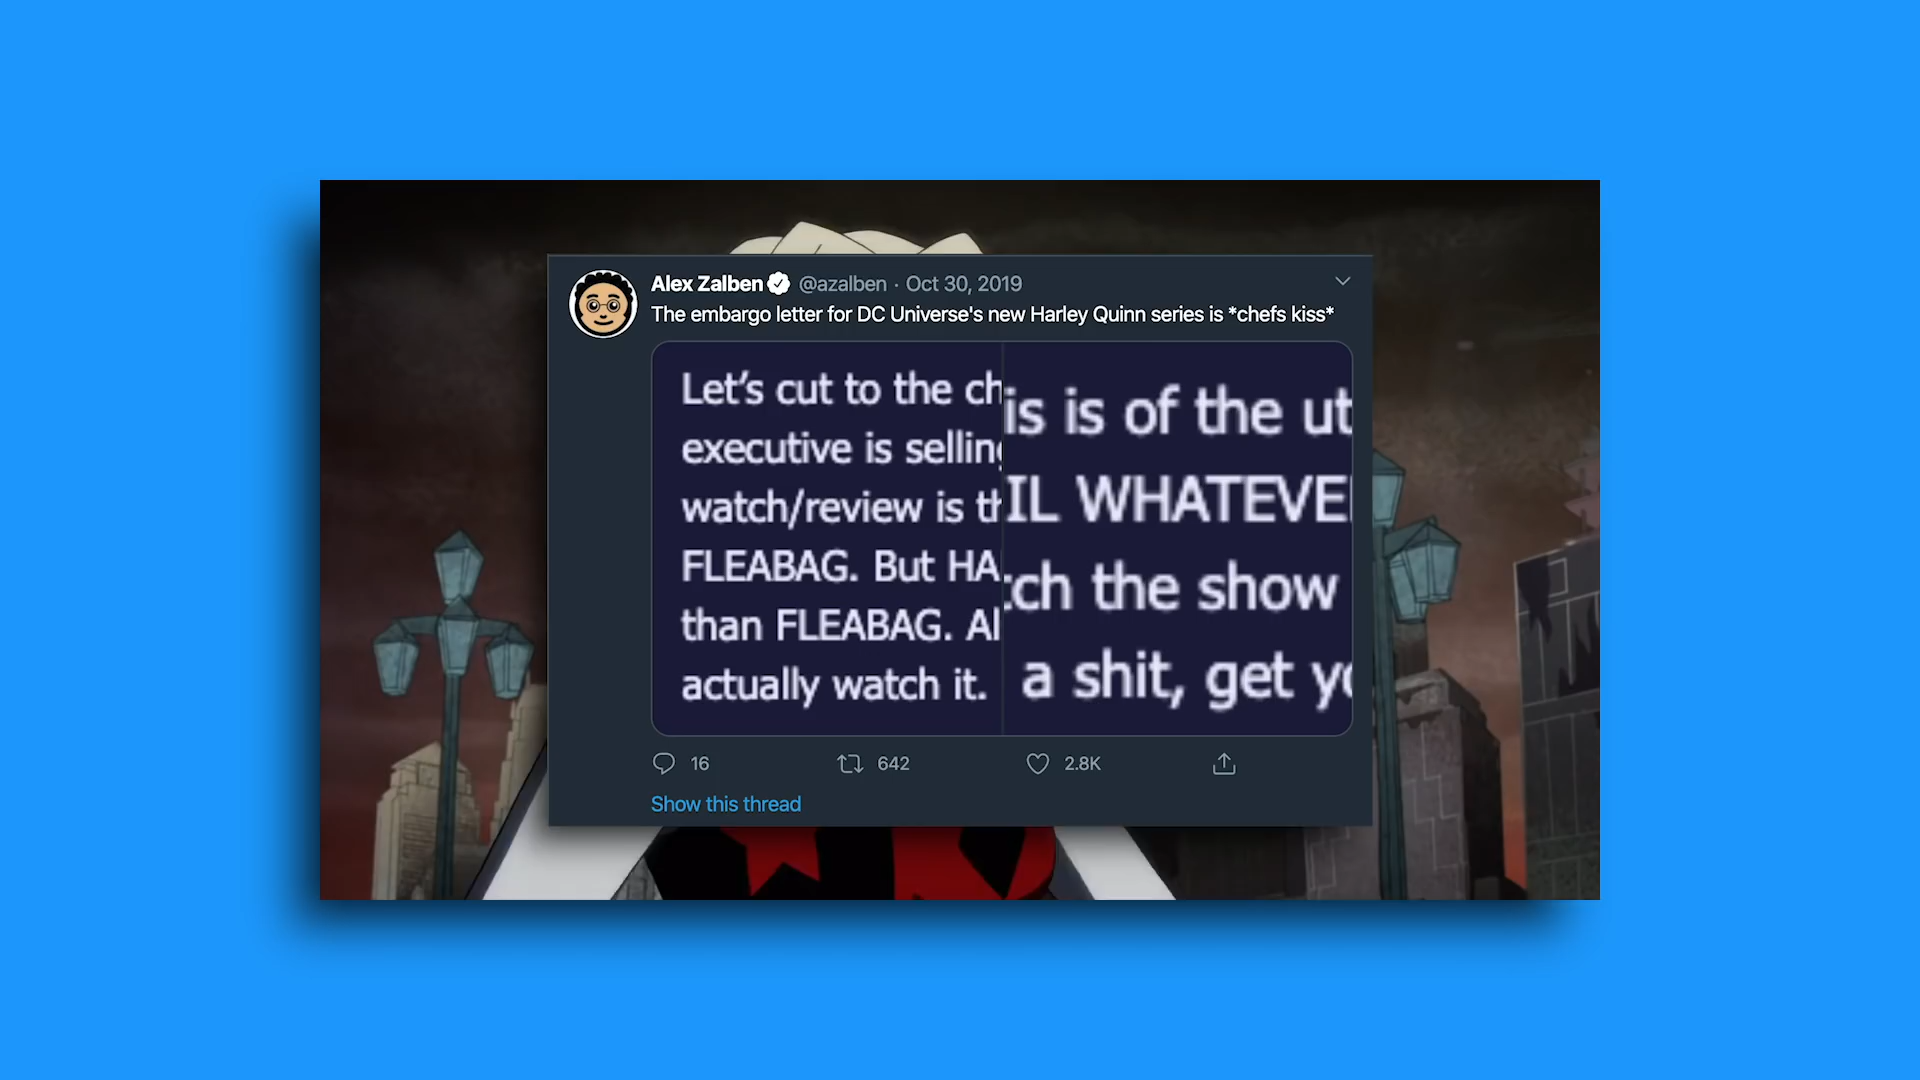 Alex Zalben @azalben · Oct 30, 2019
The embargo letter for DC Universe's new Harley Quinn series is *chefs kiss*
Let's cut to the ch
executive is selling
watch/review is th
FLEABAG. But HA
than FLEABAG. Al
actually watch it.
is is of the ut
IL WHATEVE
tch the show
a shit, get yo
16 642 2.8K
Show this thread